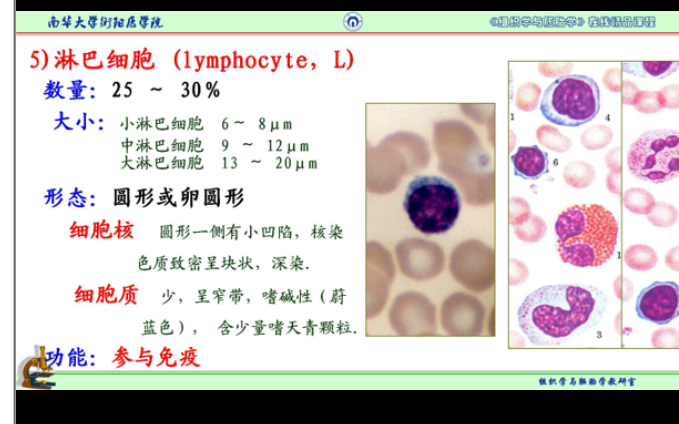 南华大学衡阳医学院
《组织学与胚胎学》在线精品课程
5)淋巴细胞 (lymphocyte, L)
数量: 25 ~ 30%
大小: 小淋巴细胞 6~ 8μm
中淋巴细胞 9 ~ 12μm
大淋巴细胞 13 ~ 20μm
形态: 圆形或卵圆形
细胞核 圆形一侧有小凹陷, 核染
色质致密呈块状, 深染.
细胞质 少, 呈窄带, 嗜碱性 (蔚
蓝色), 含少量嗜天青颗粒.
功能: 参与免疫
1
4
6
1
3
组织学与胚胎学教研室